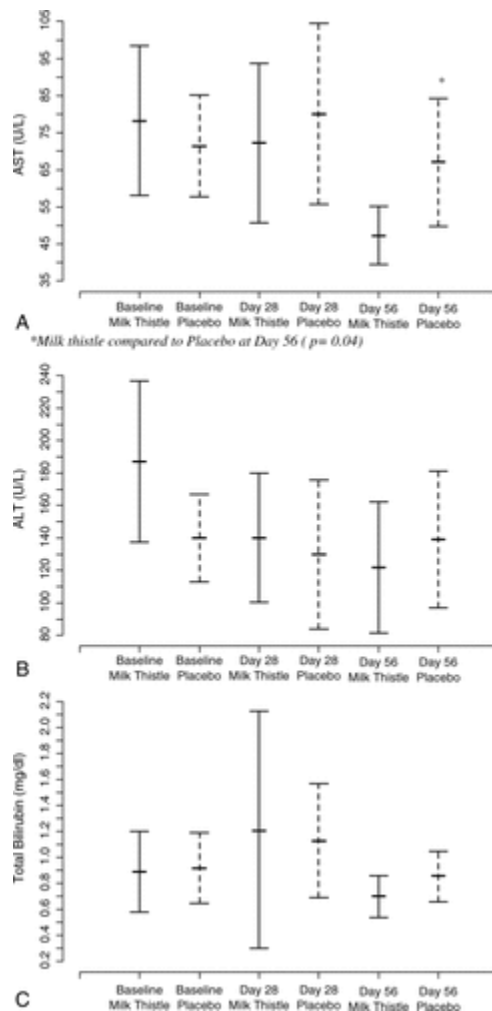 AST (U/L)
105
95
85
75
65
55
45
35
*
Baseline Baseline Day 28 Day 28 Day 56 Day 56
Milk Thistle Placebo Milk Thistle Placebo Milk Thistle Placebo
A
*Milk thistle compared to Placebo at Day 56 ( p= 0.04)
ALT (U/L)
240
220
200
180
160
140
120
100
80
Baseline Baseline Day 28 Day 28 Day 56 Day 56
Milk Thistle Placebo Milk Thistle Placebo Milk Thistle Placebo
B
Total Bilirubin (mg/dl)
2.2
2.0
1.8
1.6
1.4
1.2
1.0
0.8
0.6
0.4
0.2
Baseline Baseline Day 28 Day 28 Day 56 Day 56
Milk Thistle Placebo Milk Thistle Placebo Milk Thistle Placebo
C